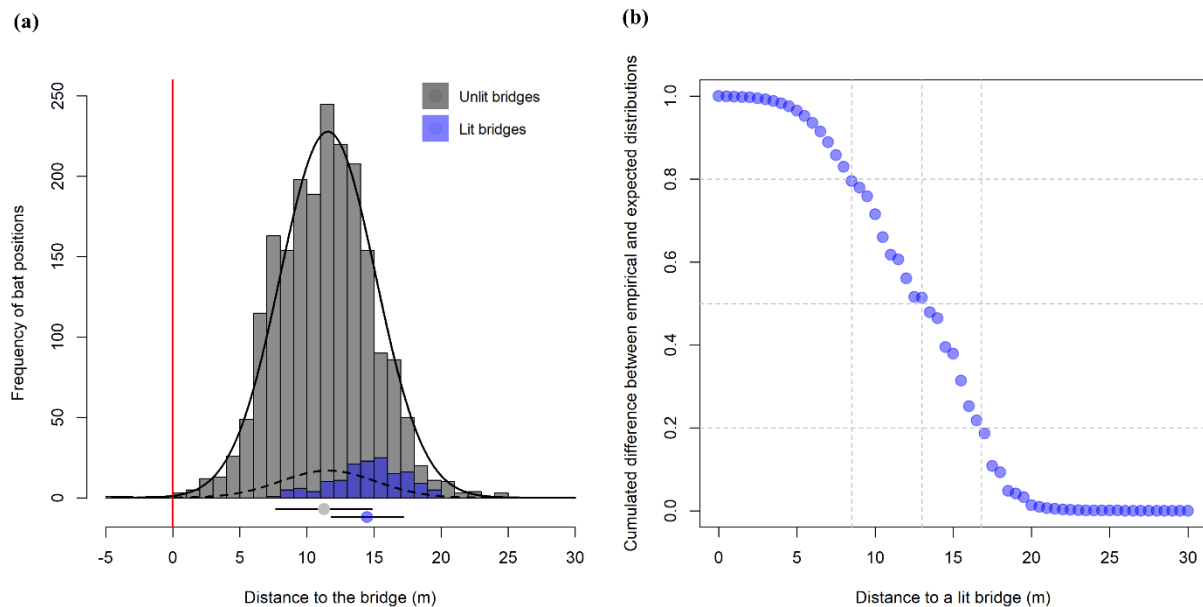 (a)
Frequency of bat positions
250
200
150
100
50
0
Unlit bridges
Lit bridges
-5 0 5 10 15 20 25 30
Distance to the bridge (m)
(b)
Cumulated difference between empirical and expected distributions
1.0
0.8
0.6
0.4
0.2
0.0
0 5 10 15 20 25 30
Distance to a lit bridge (m)